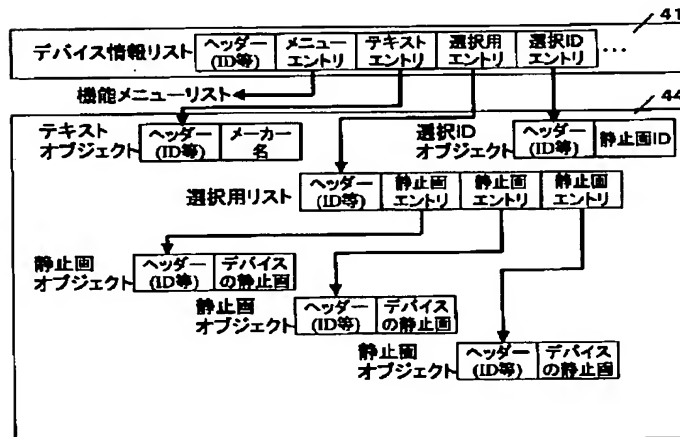 41
デバイス情報リスト
ヘッダー
(ID等)
メニュー
エントリ
テキスト
エントリ
選択用
エントリ
選択ID
エントリ
...
機能メニューリスト
44
テキスト
オブジェクト
ヘッダー
(ID等)
メーカー
名
選択ID
オブジェクト
ヘッダー
(ID等)
静止画ID
選択用リスト
ヘッダー
(ID等)
静止画
エントリ
静止画
エントリ
静止画
エントリ
静止画
オブジェクト
ヘッダー
(ID等)
デバイス
の静止画
静止画
オブジェクト
ヘッダー
(ID等)
デバイス
の静止画
静止画
オブジェクト
ヘッダー
(ID等)
デバイス
の静止画